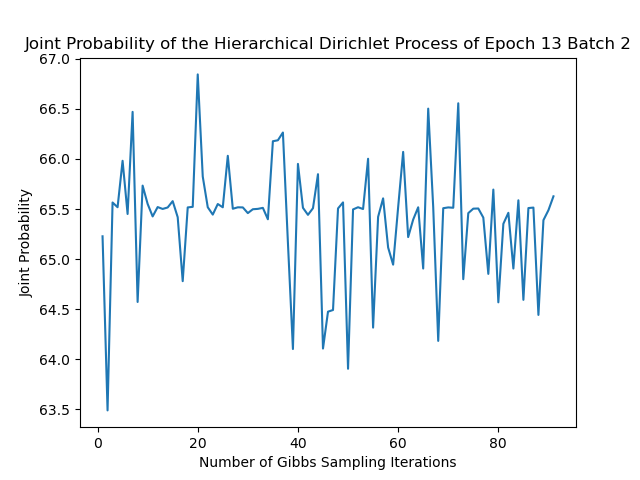 Joint Probability of the Hierarchical Dirichlet Process of Epoch 13 Batch 2
67.0
66.5
66.0
65.5
65.0
64.5
64.0
63.5
Joint Probability
0 20 40 60 80
Number of Gibbs Sampling Iterations